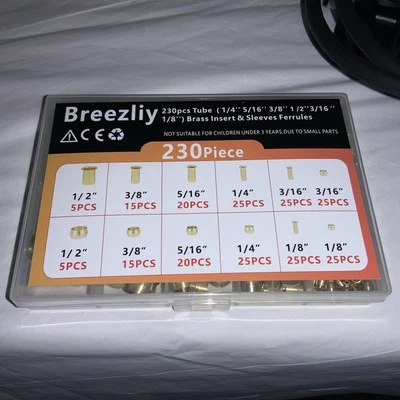 Breezliy
230pcs Tube ( 1/4'' 5/16'' 3/8'' 1 /2''3/16 ''
1/8'') Brass Insert & Sleeves Ferrules
CE
NOT SUITABLE FOR CHILDREN UNDER 3 YEARS,DUE TO SMALL PARTS
230Piece
1/ 2” 3/8” 5/16” 1/4” 3/16” 3/16”
5PCS 15PCS 20PCS 25PCS 25PCS 25PCS
1/2” 3/8” 5/16” 1/4” 1/8” 1/8”
5PCS 15PCS 20PCS 25PCS 25PCS 25PCS